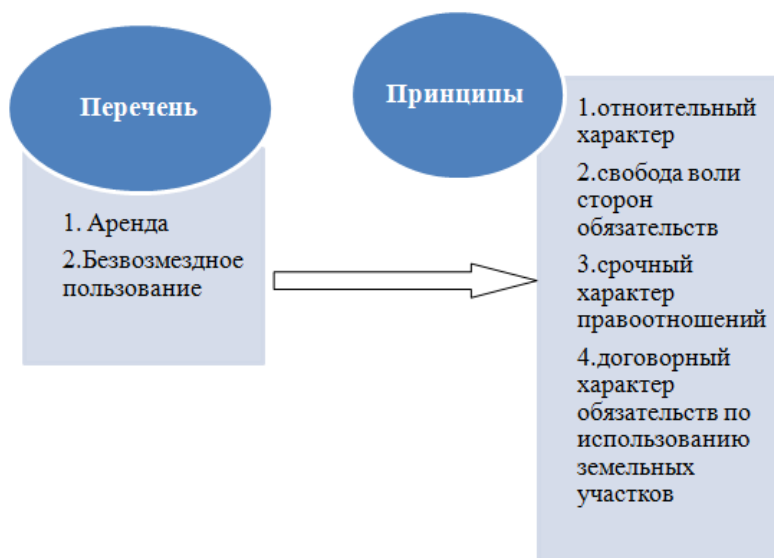 Перечень
1. Аренда
2.Безвозмездное
пользование
Принципы
1.отноительный
характер
2.свобода воли
сторон
обязательств
3.срочный
характер
правоотношений
4.договорный
характер
обязательств по
использованию
земельных
участков